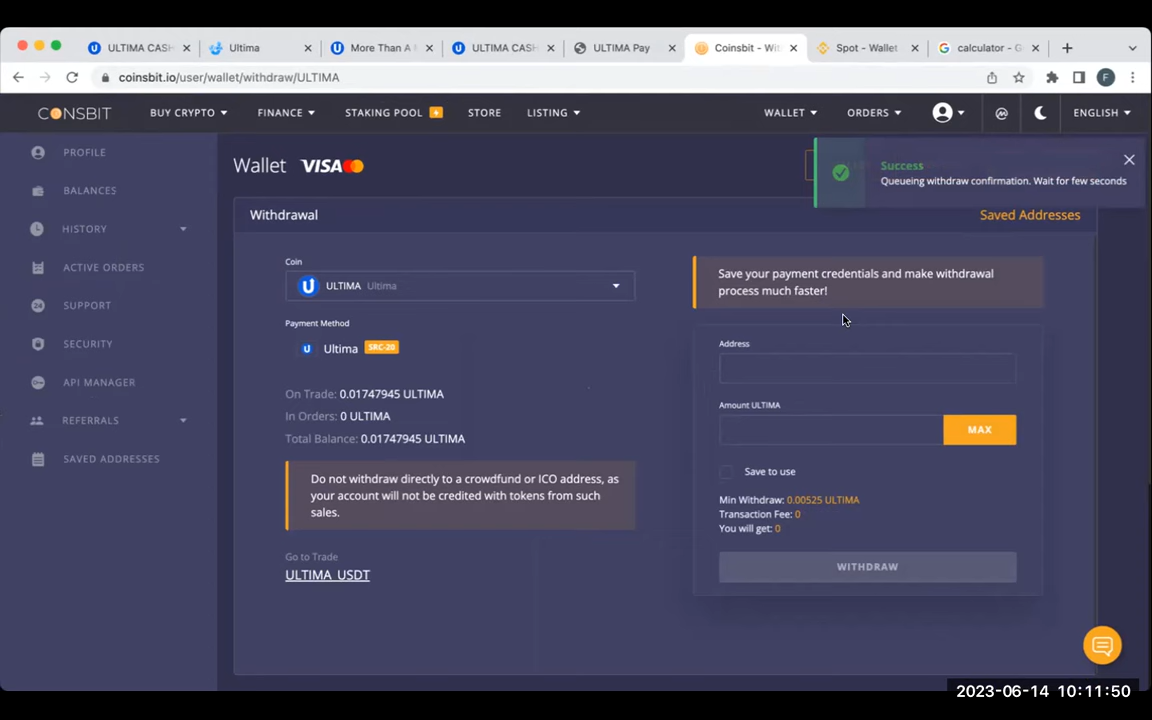 ULTIMA CASH
Ultima
More Than A
ULTIMA CASH
ULTIMA Pay
Coinsbit - Wit
Spot - Wallet
calculator - G
coinsbit.io/user/wallet/withdraw/ULTIMA
F
CONSBIT
BUY CRYPTO
FINANCE
STAKING POOL
STORE
LISTING
WALLET
ORDERS
ENGLISH
PROFILE
BALANCES
HISTORY
ACTIVE ORDERS
24
SUPPORT
SECURITY
API MANAGER
REFERRALS
SAVED ADDRESSES
Wallet VISA
Success
Queueing withdraw confirmation. Wait for few seconds
Withdrawal
Saved Addresses
Coin
ULTIMA Ultima
Payment Method
Ultima SRC-20
On Trade: 0.01747945 ULTIMA
In Orders: 0 ULTIMA
Total Balance: 0.01747945 ULTIMA
Do not withdraw directly to a crowdfund or ICO address, as
your account will not be credited with tokens from such
sales.
Go to Trade
ULTIMA_USDT
Save your payment credentials and make withdrawal
process much faster!
Address
Amount ULTIMA
MAX
Save to use
Min Withdraw: 0.00525 ULTIMA
Transaction Fee: 0
You will get: 0
WITHDRAW
2023-06-14 10:11:50